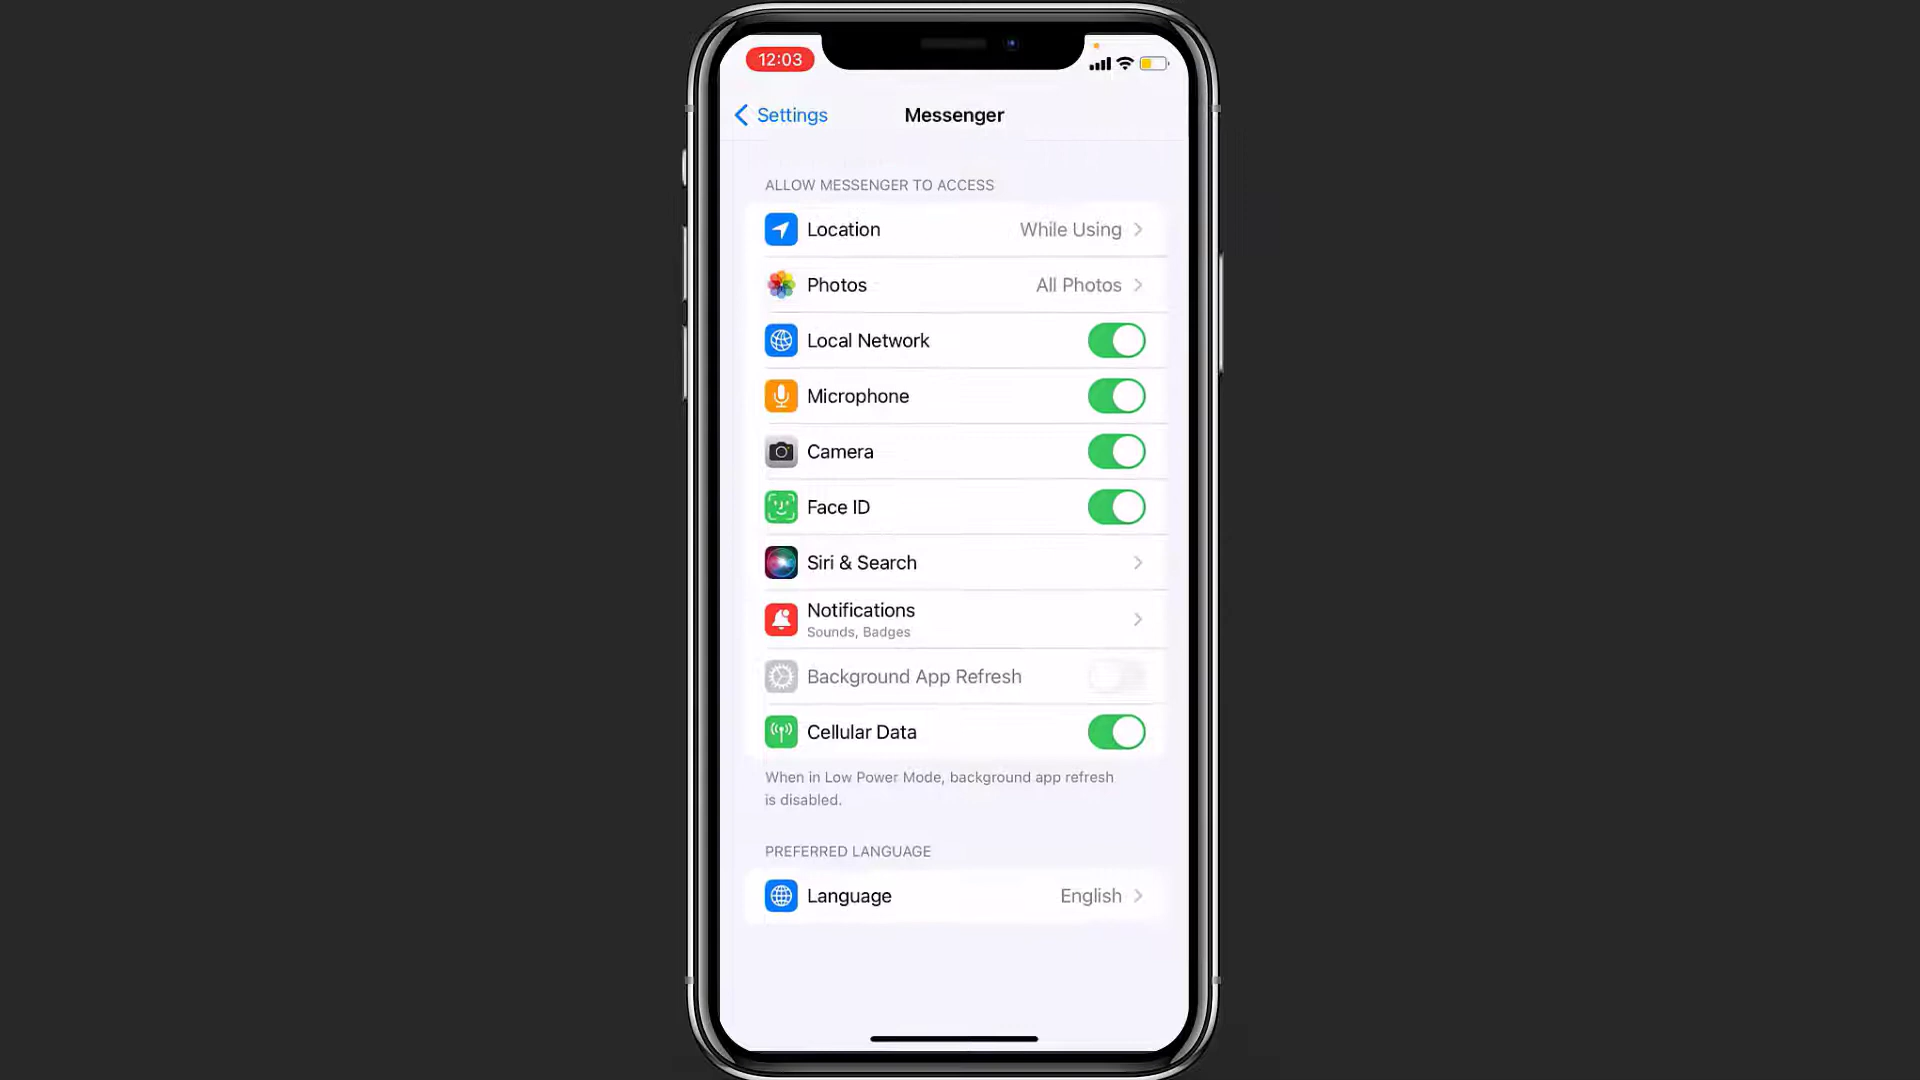 12:03
Settings
Messenger
ALLOW MESSENGER TO ACCESS
Location While Using
Photos All Photos
Local Network
Microphone
Camera
Face ID
Siri & Search
Notifications
Sounds, Badges
Background App Refresh
Cellular Data
When in Low Power Mode, background app refresh
is disabled.
PREFERRED LANGUAGE
Language English